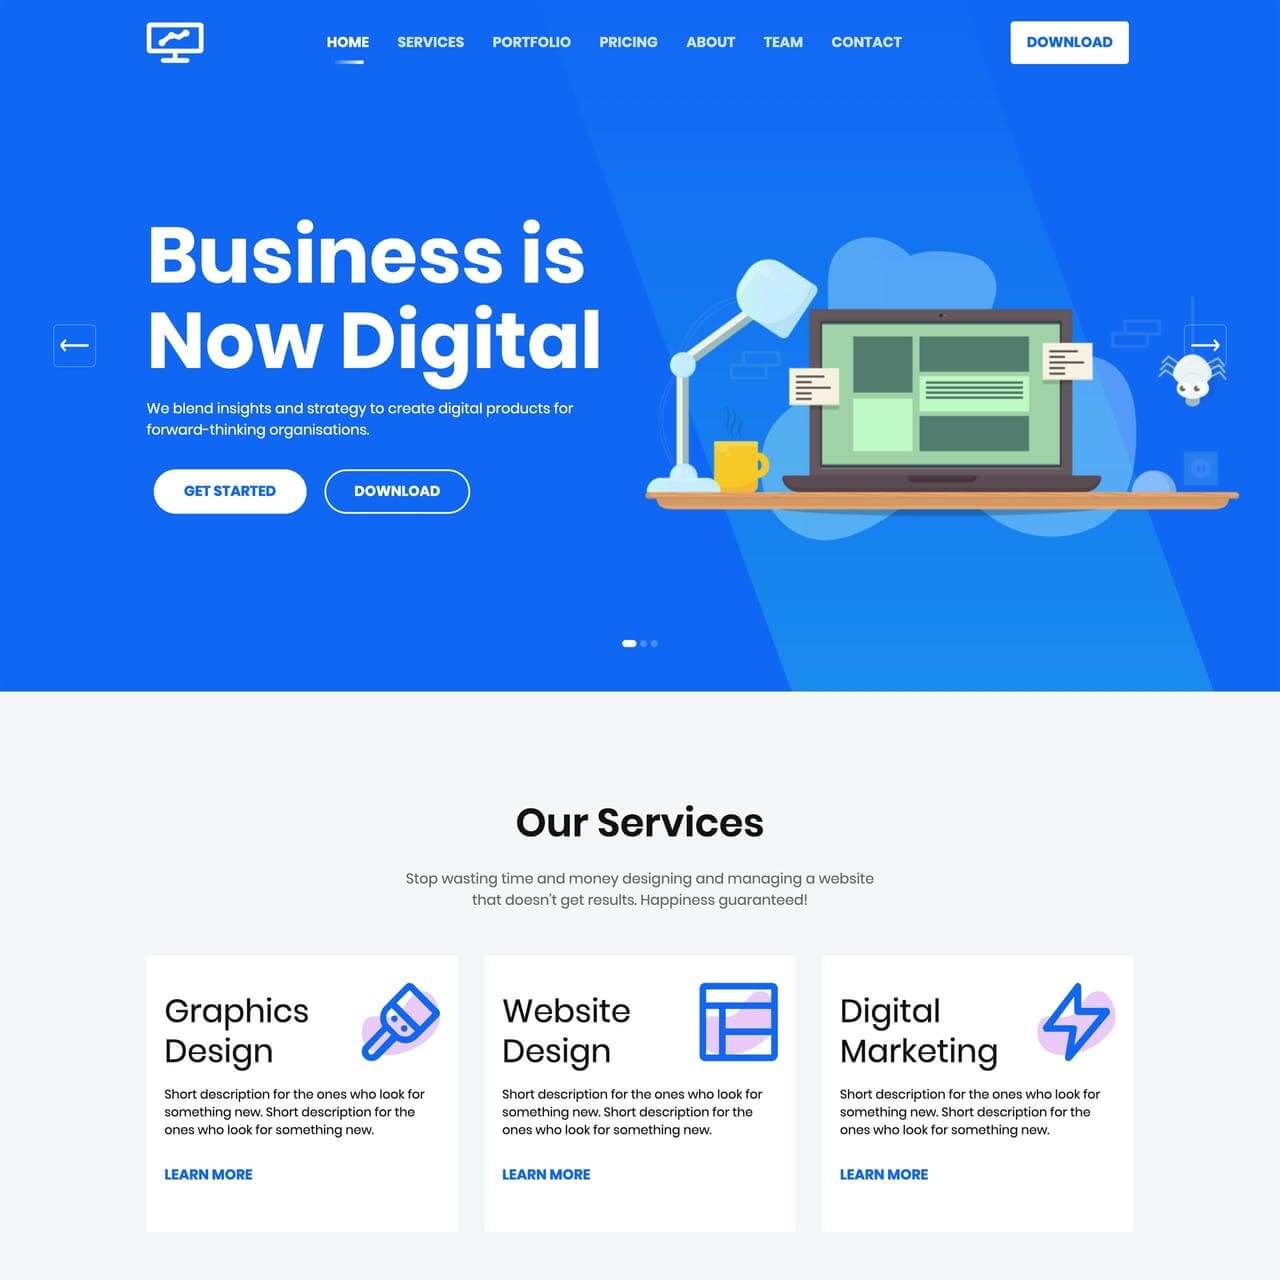 HOME SERVICES PORTFOLIO PRICING ABOUT TEAM CONTACT DOWNLOAD
Business is
Now Digital
We blend insights and strategy to create digital products for
forward-thinking organisations.
GET STARTED DOWNLOAD
Our Services
Stop wasting time and money designing and managing a website
that doesn't get results. Happiness guaranteed!
Graphics
Design
Short description for the ones who look for
something new. Short description for the
ones who look for something new.
LEARN MORE
Website
Design
Short description for the ones who look for
something new. Short description for the
ones who look for something new.
LEARN MORE
Digital
Marketing
Short description for the ones who look for
something new. Short description for the
ones who look for something new.
LEARN MORE